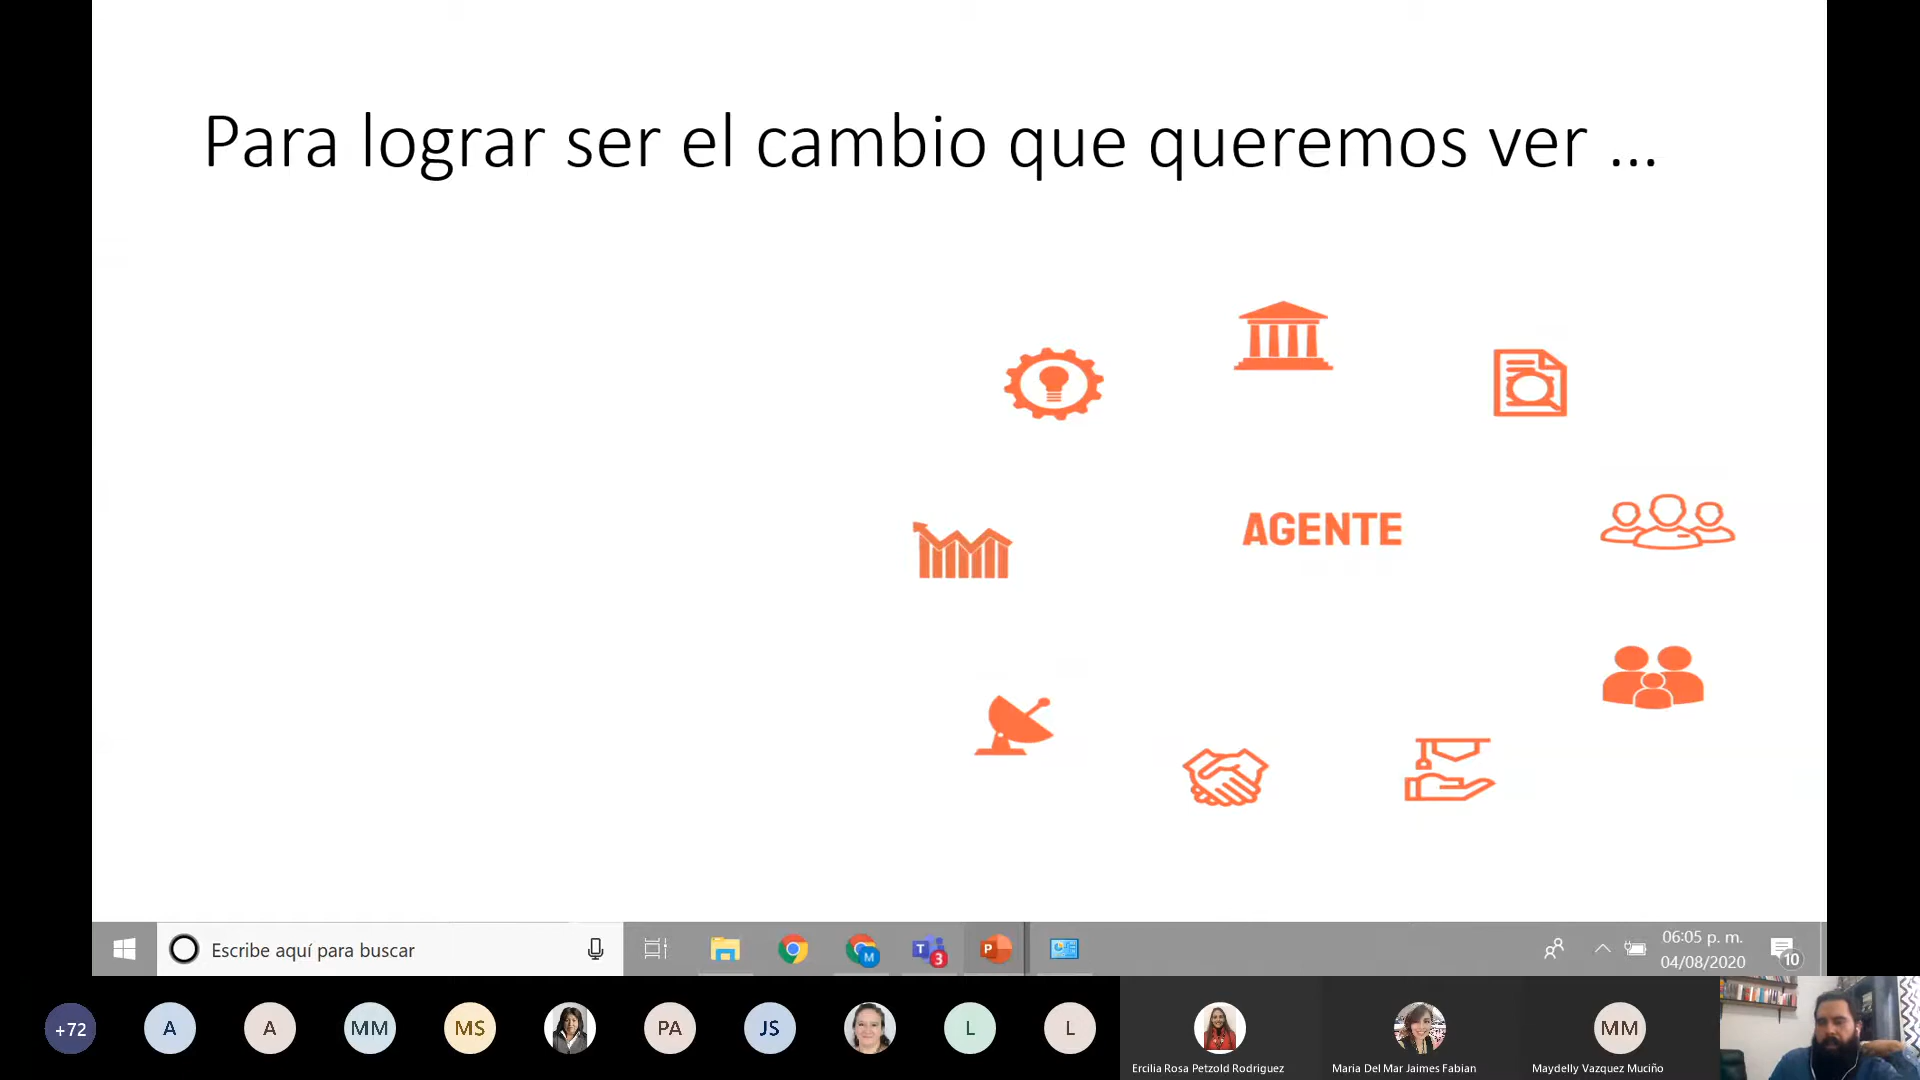 Para lograr ser el cambio que queremos ver ...
AGENTE
Escribe aquí para buscar
M
T
3
P
06:05 p. m.
04/08/2020
10
+72
A
A
MM
MS
PA
JS
L
L
Ercilia Rosa Petzold Rodriguez
Maria Del Mar Jaimes Fabian
MM
Maydelly Vazquez Muciño